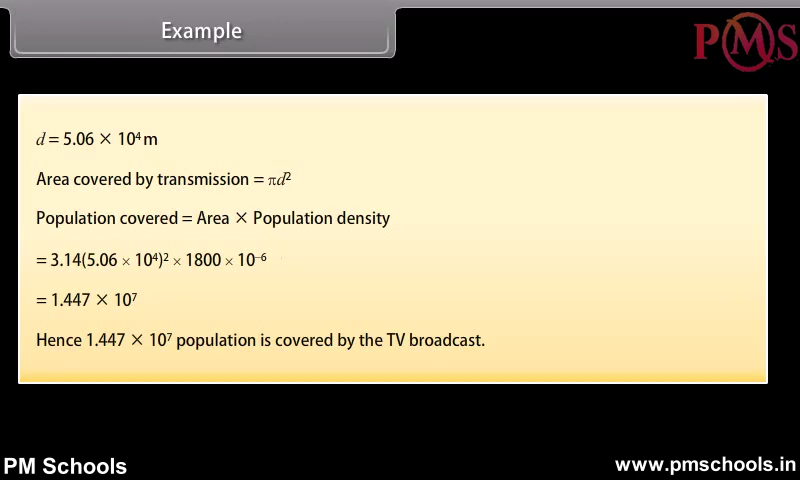 Example
PMS
d = 5.06 × 10⁴ m
Area covered by transmission = πd²
Population covered = Area × Population density
= 3.14(5.06 × 10⁴)² × 1800 × 10⁻⁶
= 1.447 × 10⁷
Hence 1.447 × 10⁷ population is covered by the TV broadcast.
PM Schools
www.pmschools.in